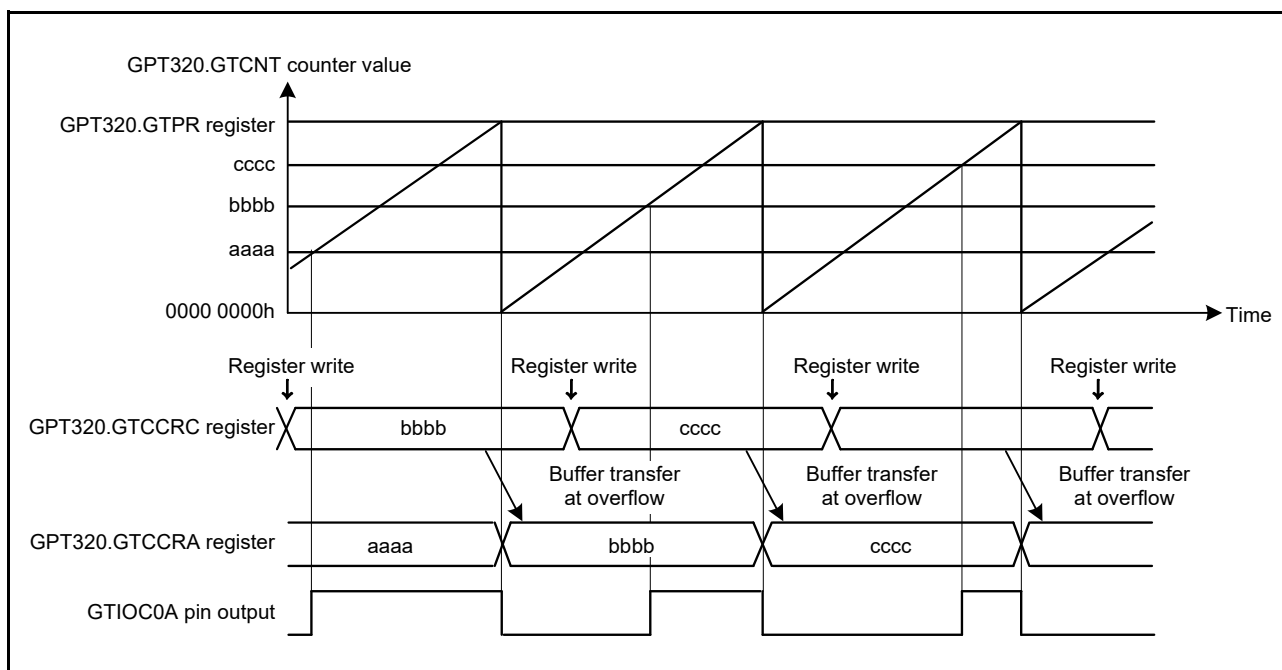 GPT320.GTCNT counter value
GPT320.GTPR register
cccc
bbbb
aaaa
0000 0000h
Time
Register write
Register write
Register write
Register write
GPT320.GTCCRC register
bbbb
cccc
Buffer transfer
at overflow
Buffer transfer
at overflow
Buffer transfer
at overflow
GPT320.GTCCRA register
aaaa
bbbb
cccc
GTIOC0A pin output